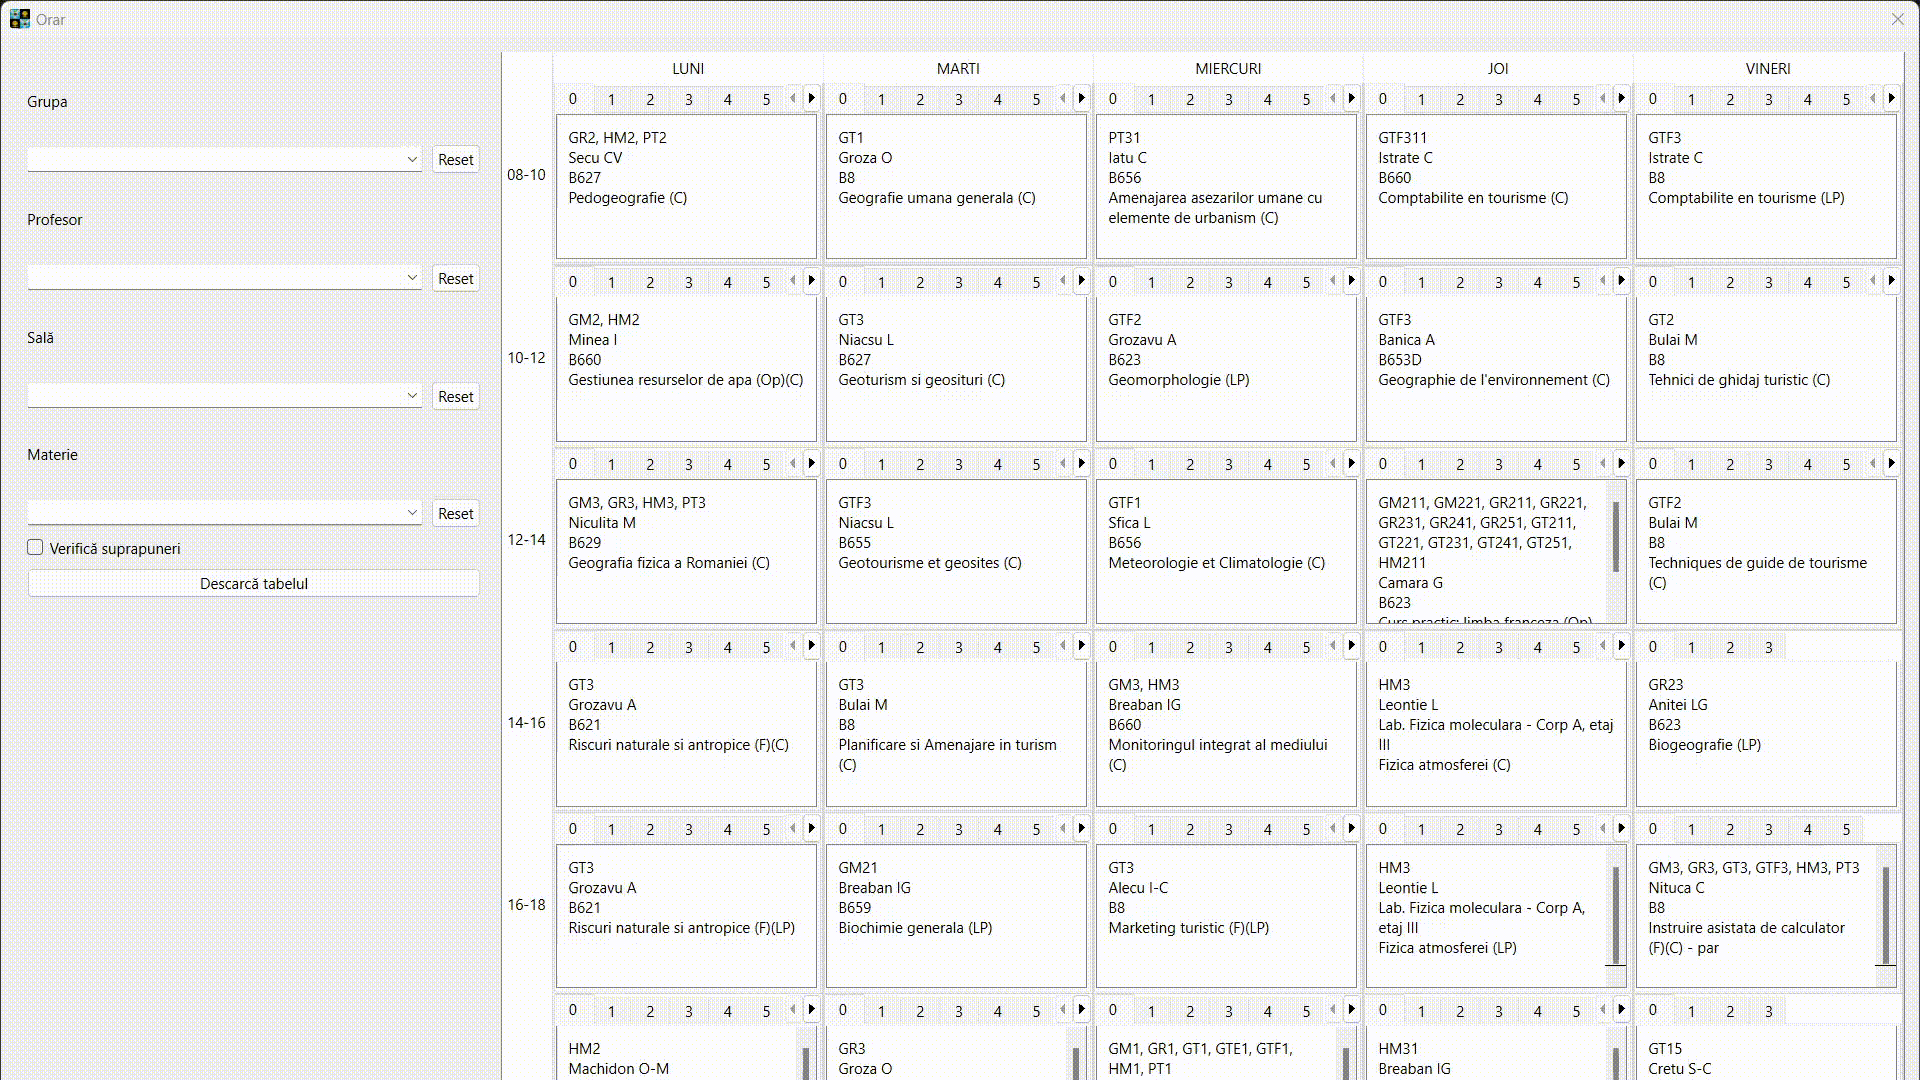 Orar
Grupa
Reset
Profesor
Reset
Sală
Reset
Materie
Reset
Verifică suprapuneri
Descarcă tabelul
LUNI MARTI MIERCURI JOI VINERI
08-10
0 1 2 3 4 5
GR2, HM2, PT2
Secu CV
B627
Pedogeografie (C)
0 1 2 3 4 5
GT1
Groza O
B8
Geografie umana generala (C)
0 1 2 3 4 5
PT31
Iatu C
B656
Amenajarea asezarilor umane cu
elemente de urbanism (C)
0 1 2 3 4 5
GTF311
Istrate C
B660
Comptabilite en tourisme (C)
0 1 2 3 4 5
GTF3
Istrate C
B8
Comptabilite en tourisme (LP)
10-12
0 1 2 3 4 5
GM2, HM2
Minea I
B660
Gestiunea resurselor de apa (Op)(C)
0 1 2 3 4 5
GT3
Niacsu L
B627
Geoturism si geosituri (C)
0 1 2 3 4 5
GTF2
Grozavu A
B623
Geomorphologie (LP)
0 1 2 3 4 5
GTF3
Banica A
B653D
Geographie de l'environnement (C)
0 1 2 3 4 5
GT2
Bulai M
B8
Tehnici de ghidaj turistic (C)
12-14
0 1 2 3 4 5
GM3, GR3, HM3, PT3
Niculita M
B629
Geografia fizica a Romaniei (C)
0 1 2 3 4 5
GTF3
Niacsu L
B655
Geotourisme et geosites (C)
0 1 2 3 4 5
GTF1
Sfica L
B656
Meteorologie et Climatologie (C)
0 1 2 3 4 5
GM211, GM221, GR211, GR221,
GR231, GR241, GR251, GT211,
GT221, GT231, GT241, GT251,
HM211
Camara G
B623
Curs practic: limba franceza (Op)
0 1 2 3 4 5
GTF2
Bulai M
B8
Techniques de guide de tourisme
(C)
14-16
0 1 2 3 4 5
GT3
Grozavu A
B621
Riscuri naturale si antropice (F)(C)
0 1 2 3 4 5
GT3
Bulai M
B8
Planificare si Amenajare in turism
(C)
0 1 2 3 4 5
GM3, HM3
Breaban IG
B660
Monitoringul integrat al mediului
(C)
0 1 2 3 4 5
HM3
Leontie L
Lab. Fizica moleculara - Corp A, etaj
III
Fizica atmosferei (C)
0 1 2 3
GR23
Anitei LG
B623
Biogeografie (LP)
16-18
0 1 2 3 4 5
GT3
Grozavu A
B621
Riscuri naturale si antropice (F)(LP)
0 1 2 3 4 5
GM21
Breaban IG
B659
Biochimie generala (LP)
0 1 2 3 4 5
GT3
Alecu I-C
B8
Marketing turistic (F)(LP)
0 1 2 3 4 5
HM3
Leontie L
Lab. Fizica moleculara - Corp A,
etaj III
Fizica atmosferei (LP)
0 1 2 3 4 5
GM3, GR3, GT3, GTF3, HM3, PT3
Nituca C
B8
Instruire asistata de calculator
(F)(C) - par
0 1 2 3 4 5
HM2
Machidon O-M
0 1 2 3 4 5
GR3
Groza O
0 1 2 3 4 5
GM1, GR1, GT1, GTE1, GTF1,
HM1, PT1
0 1 2 3 4 5
HM31
Breaban IG
0 1 2 3
GT15
Cretu S-C